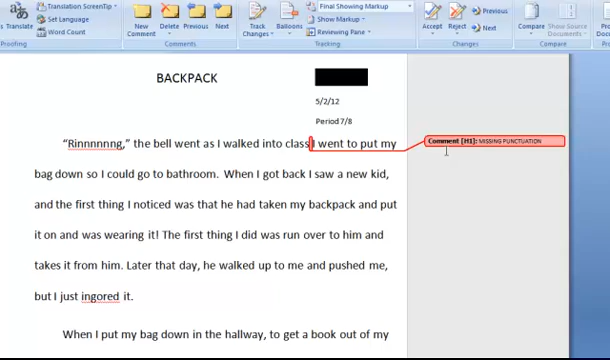 Translate
Translation ScreenTip
Set Language
Word Count
Proofing
New Comment
Delete
Previous
Next
Comments
Track Changes
Final Showing Markup
Show Markup
Reviewing Pane
Tracking
Accept
Reject
Previous
Next
Changes
Compare
Show Source Documents
Compare
BACKPACK
5/2/12
Period 7/8
“Rinnnnnng,” the bell went as I walked into class I went to put my
Comment [H1]: MISSING PUNCTUATION
bag down so I could go to bathroom. When I got back I saw a new kid,
and the first thing I noticed was that he had taken my backpack and put
it on and was wearing it! The first thing I did was run over to him and
takes it from him. Later that day, he walked up to me and pushed me,
but I just ingored it.
When I put my bag down in the hallway, to get a book out of my